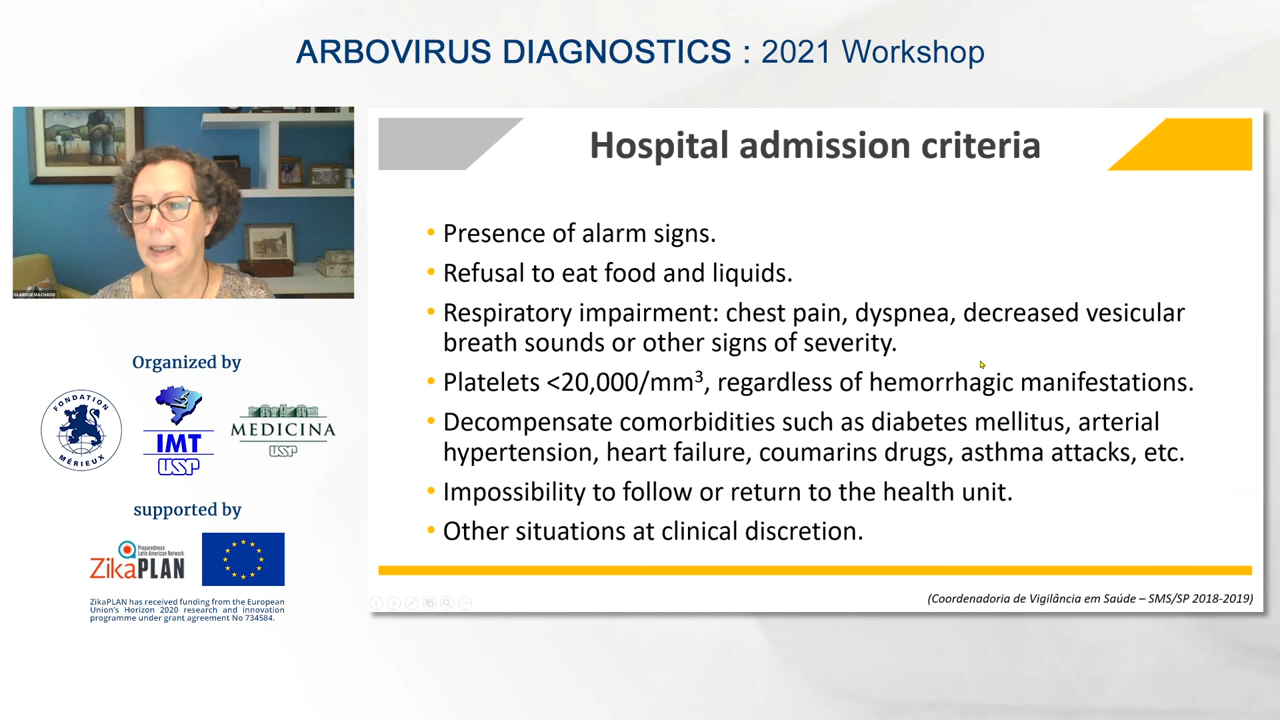 ARBOVIRUS DIAGNOSTICS : 2021 Workshop
CLARISSE MACHADO
Organized by
FONDATION
MÉRIEUX
IMT
USP
MEDICINA
USP
supported by
Preparedness
Latin American Network
ZikaPLAN
ZikaPLAN has received funding from the European
Union's Horizon 2020 research and innovation
programme under grant agreement No 734584.
Hospital admission criteria
• Presence of alarm signs.
• Refusal to eat food and liquids.
• Respiratory impairment: chest pain, dyspnea, decreased vesicular
breath sounds or other signs of severity.
• Platelets <20,000/mm³, regardless of hemorrhagic manifestations.
• Decompensate comorbidities such as diabetes mellitus, arterial
hypertension, heart failure, coumarins drugs, asthma attacks, etc.
• Impossibility to follow or return to the health unit.
• Other situations at clinical discretion.
(Coordenadoria de Vigilância em Saúde – SMS/SP 2018-2019)